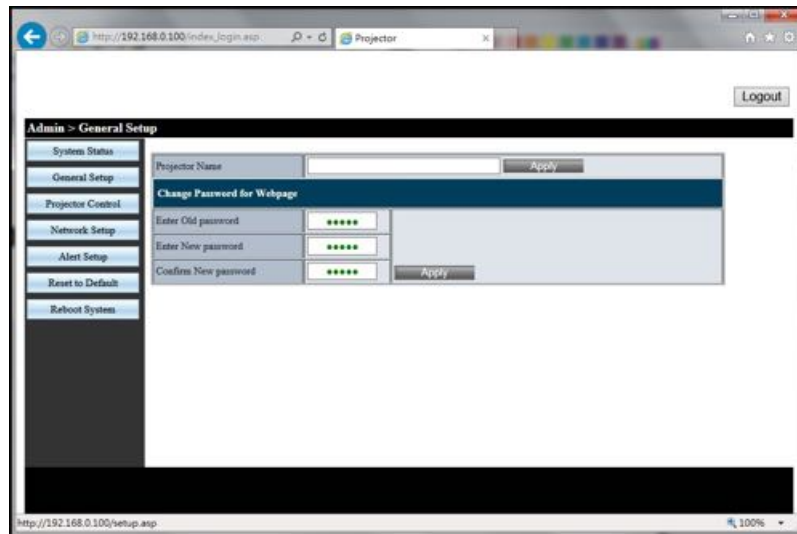 http://192.168.0.100/index_login.asp
Projector
Logout
Admin > General Setup
System Status
General Setup
Projector Control
Network Setup
Alert Setup
Reset to Default
Reboot System
Projector Name
Apply
Change Password for Webpage
Enter Old password
Enter New password
Confirm New password
Apply
http://192.168.0.100/setup.asp
100%